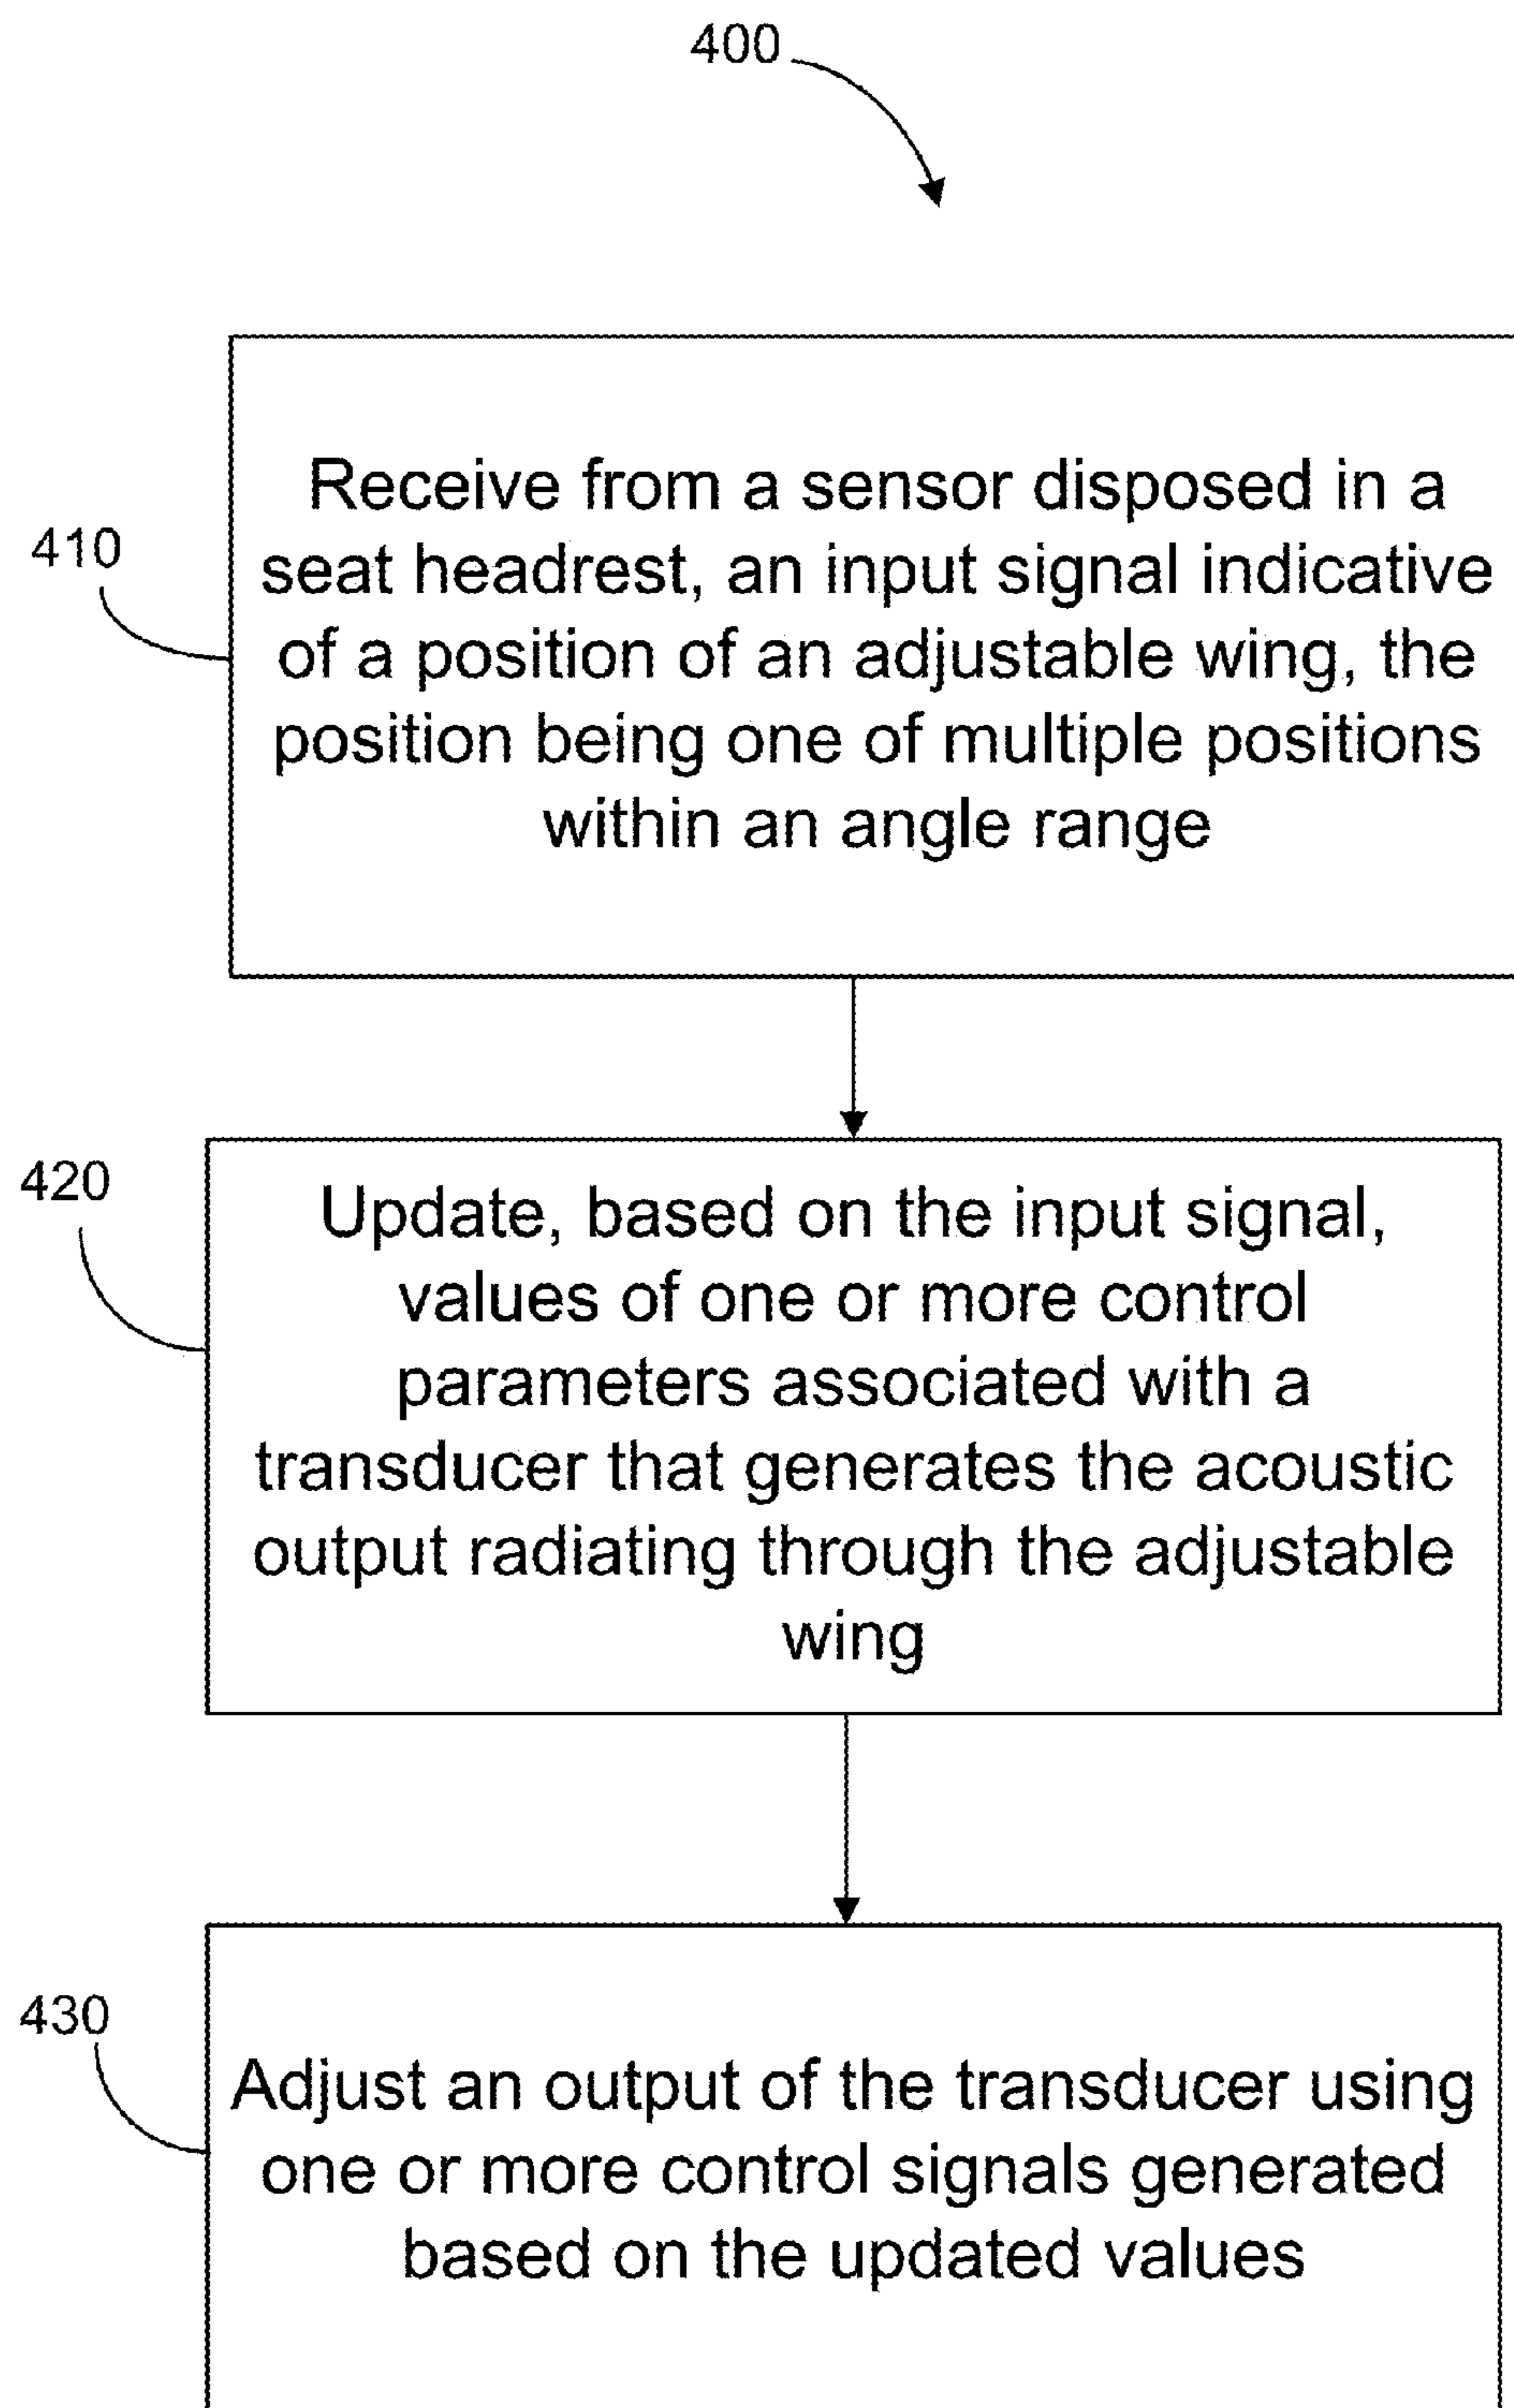 400
410
Receive from a sensor disposed in a
seat headrest, an input signal indicative
of a position of an adjustable wing, the
position being one of multiple positions
within an angle range
420
Update, based on the input signal,
values of one or more control
parameters associated with a
transducer that generates the acoustic
output radiating through the adjustable
wing
430
Adjust an output of the transducer using
one or more control signals generated
based on the updated values